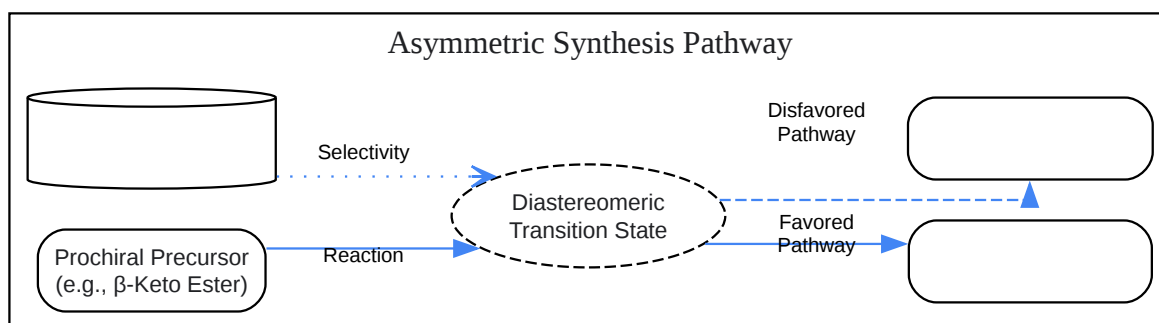 Asymmetric Synthesis Pathway
Selectivity
Prochiral Precursor
(e.g., β-Keto Ester)
Reaction
Diastereomeric
Transition State
Disfavored
Pathway
Favored
Pathway